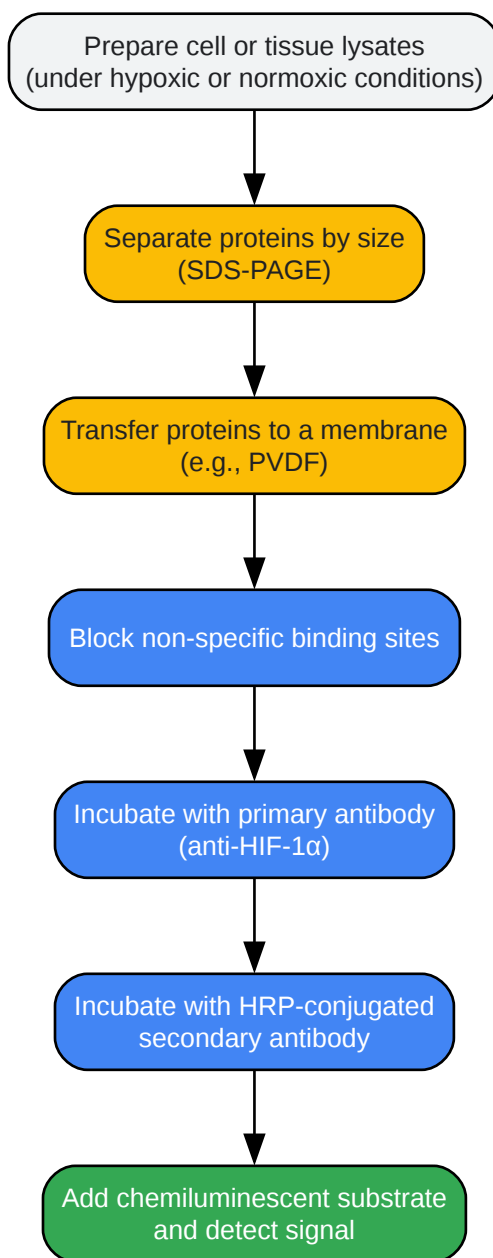 Prepare cell or tissue lysates
(under hypoxic or normoxic conditions)
Separate proteins by size
(SDS-PAGE)
Transfer proteins to a membrane
(e.g., PVDF)
Block non-specific binding sites
Incubate with primary antibody
(anti-HIF-1α)
Incubate with HRP-conjugated
secondary antibody
Add chemiluminescent substrate
and detect signal